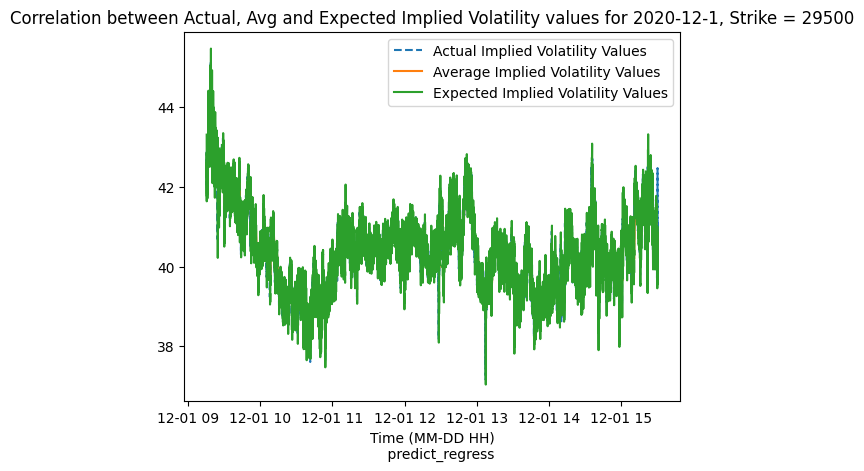 Correlation between Actual, Avg and Expected Implied Volatility values for 2020-12-1, Strike = 29500
Actual Implied Volatility Values
Average Implied Volatility Values
Expected Implied Volatility Values
44
42
40
38
12-01 09 12-01 10 12-01 11 12-01 12 12-01 13 12-01 14 12-01 15
Time (MM-DD HH)
predict_regress